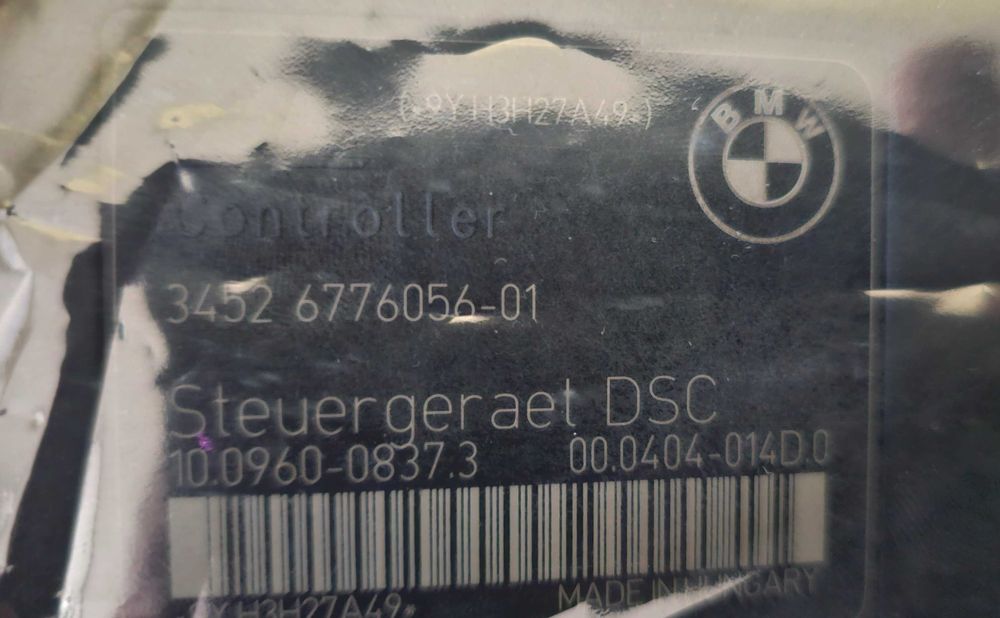 (*9YH3H27A49*)
BMW
Controller
3452 6776056-01
Steuergeraet DSC
10.0960-0837.3 00.0404-014D.0
MADE IN HUNGARY
*9YH3H27A49*